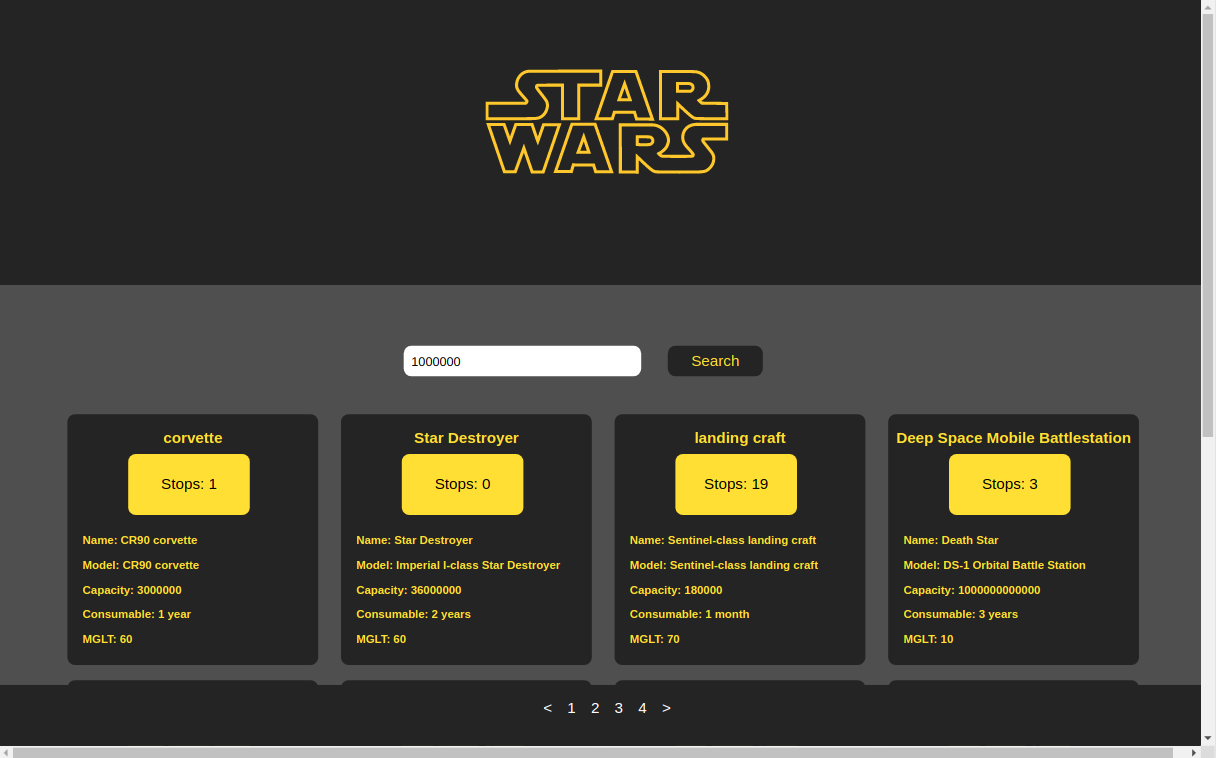 STAR
WARS
1000000
Search
corvette
Stops: 1
Name: CR90 corvette
Model: CR90 corvette
Capacity: 3000000
Consumable: 1 year
MGLT: 60
Star Destroyer
Stops: 0
Name: Star Destroyer
Model: Imperial I-class Star Destroyer
Capacity: 36000000
Consumable: 2 years
MGLT: 60
landing craft
Stops: 19
Name: Sentinel-class landing craft
Model: Sentinel-class landing craft
Capacity: 180000
Consumable: 1 month
MGLT: 70
Deep Space Mobile Battlestation
Stops: 3
Name: Death Star
Model: DS-1 Orbital Battle Station
Capacity: 1000000000000
Consumable: 3 years
MGLT: 10
< 1 2 3 4 >